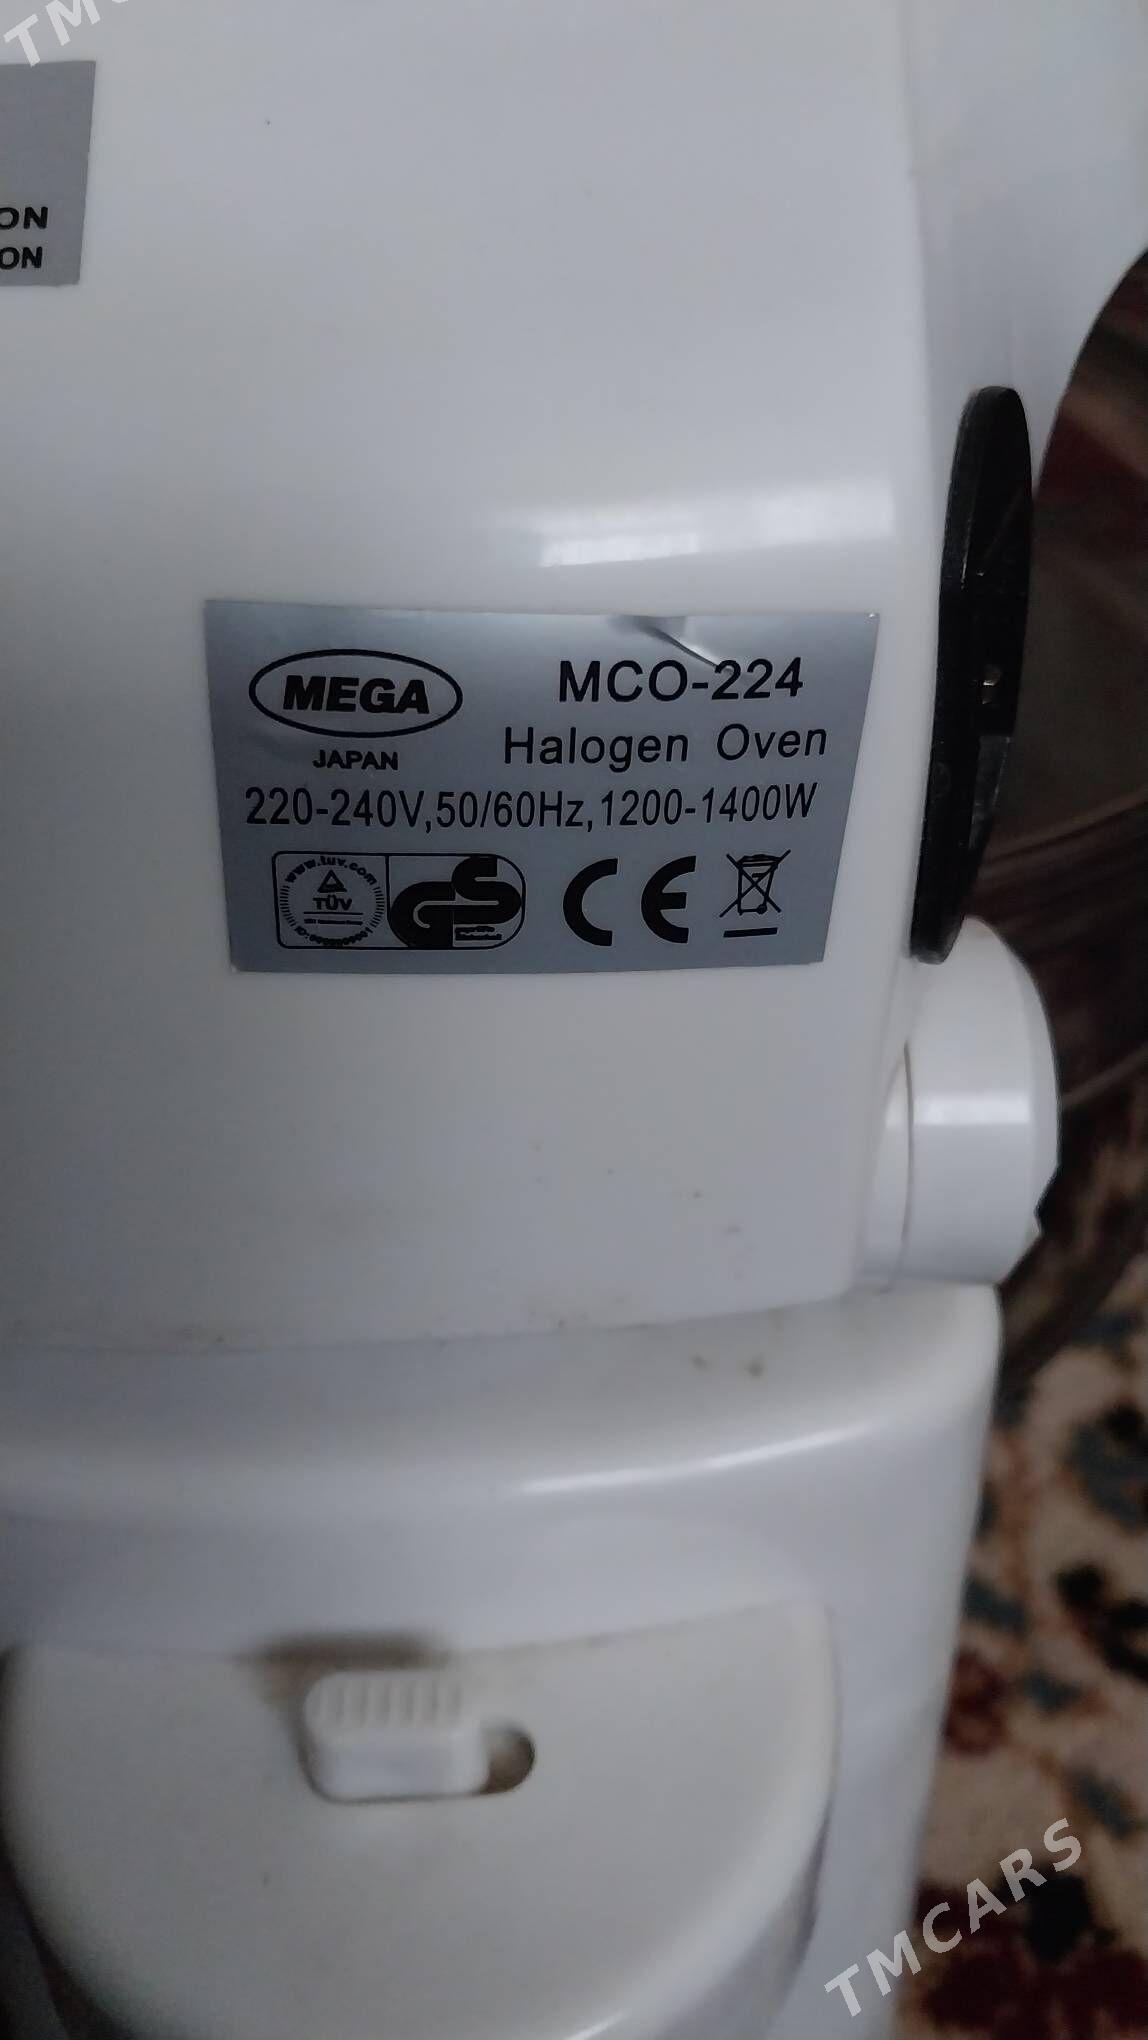 TMC
ON
ON
MEGA
JAPAN
MCO-224
Halogen Oven
220-240V,50/60Hz,1200-1400W
www.tuv.com
TÜV
GS
CE
TMCARS